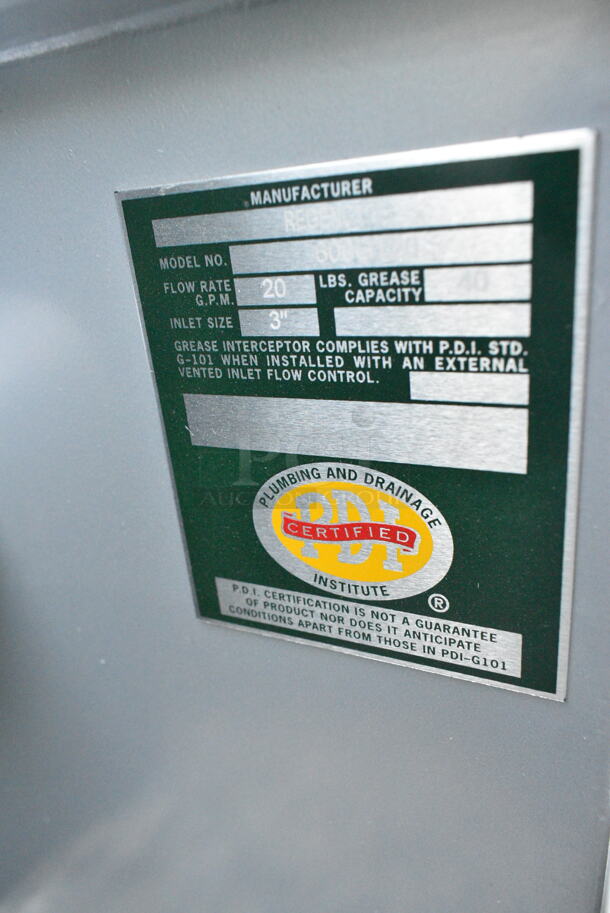 MANUFACTURER
MODEL NO.
FLOW RATE G.P.M. 20
LBS. GREASE CAPACITY 40
INLET SIZE 3"
GREASE INTERCEPTOR COMPLIES WITH P.D.I. STD.
G-101 WHEN INSTALLED WITH AN EXTERNAL
VENTED INLET FLOW CONTROL.
AUCTION GROUP
PLUMBING AND DRAINAGE
PDI
CERTIFIED
INSTITUTE
®
P.D.I. CERTIFICATION IS NOT A GUARANTEE
OF PRODUCT NOR DOES IT ANTICIPATE
CONDITIONS APART FROM THOSE IN PDI-G101